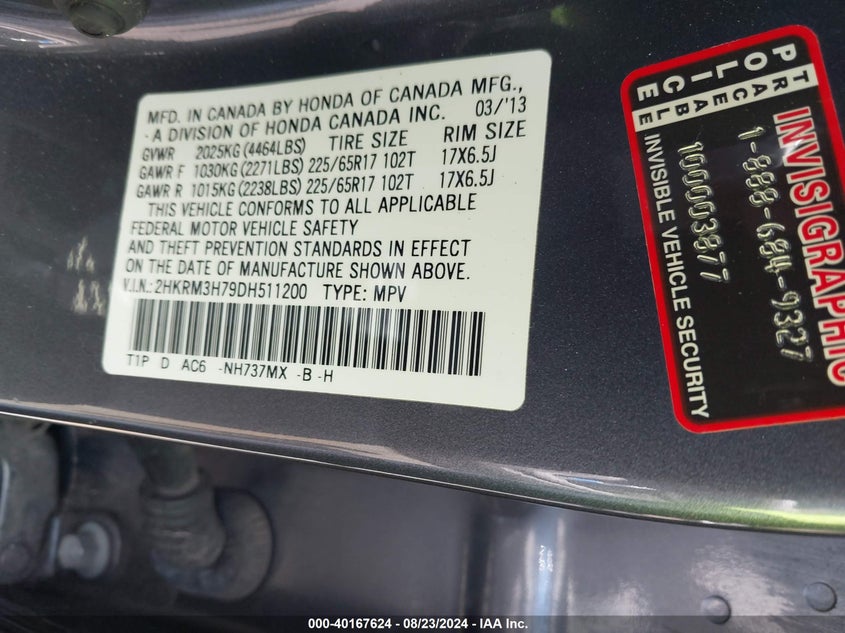 MFD. IN CANADA BY HONDA OF CANADA MFG.,
-A DIVISION OF HONDA CANADA INC. 03/'13
GVWR 2025KG (4464LBS) TIRE SIZE RIM SIZE
GAWR F 1030KG (2271LBS) 225/65R17 102T 17X6.5J
GAWR R 1015KG (2238LBS) 225/65R17 102T 17X6.5J
THIS VEHICLE CONFORMS TO ALL APPLICABLE
FEDERAL MOTOR VEHICLE SAFETY
AND THEFT PREVENTION STANDARDS IN EFFECT
ON THE DATE OF MANUFACTURE SHOWN ABOVE.
V.I.N.: 2HKRM3H79DH511200 TYPE: MPV
T1P D AC6 -NH737MX -B -H
POLICE
TRACEABLE
INVISIGRAPHIC
1-888-684-9327
100003877
INVISIBLE VEHICLE SECURITY
000-40167624 - 08/23/2024 - IAA Inc.